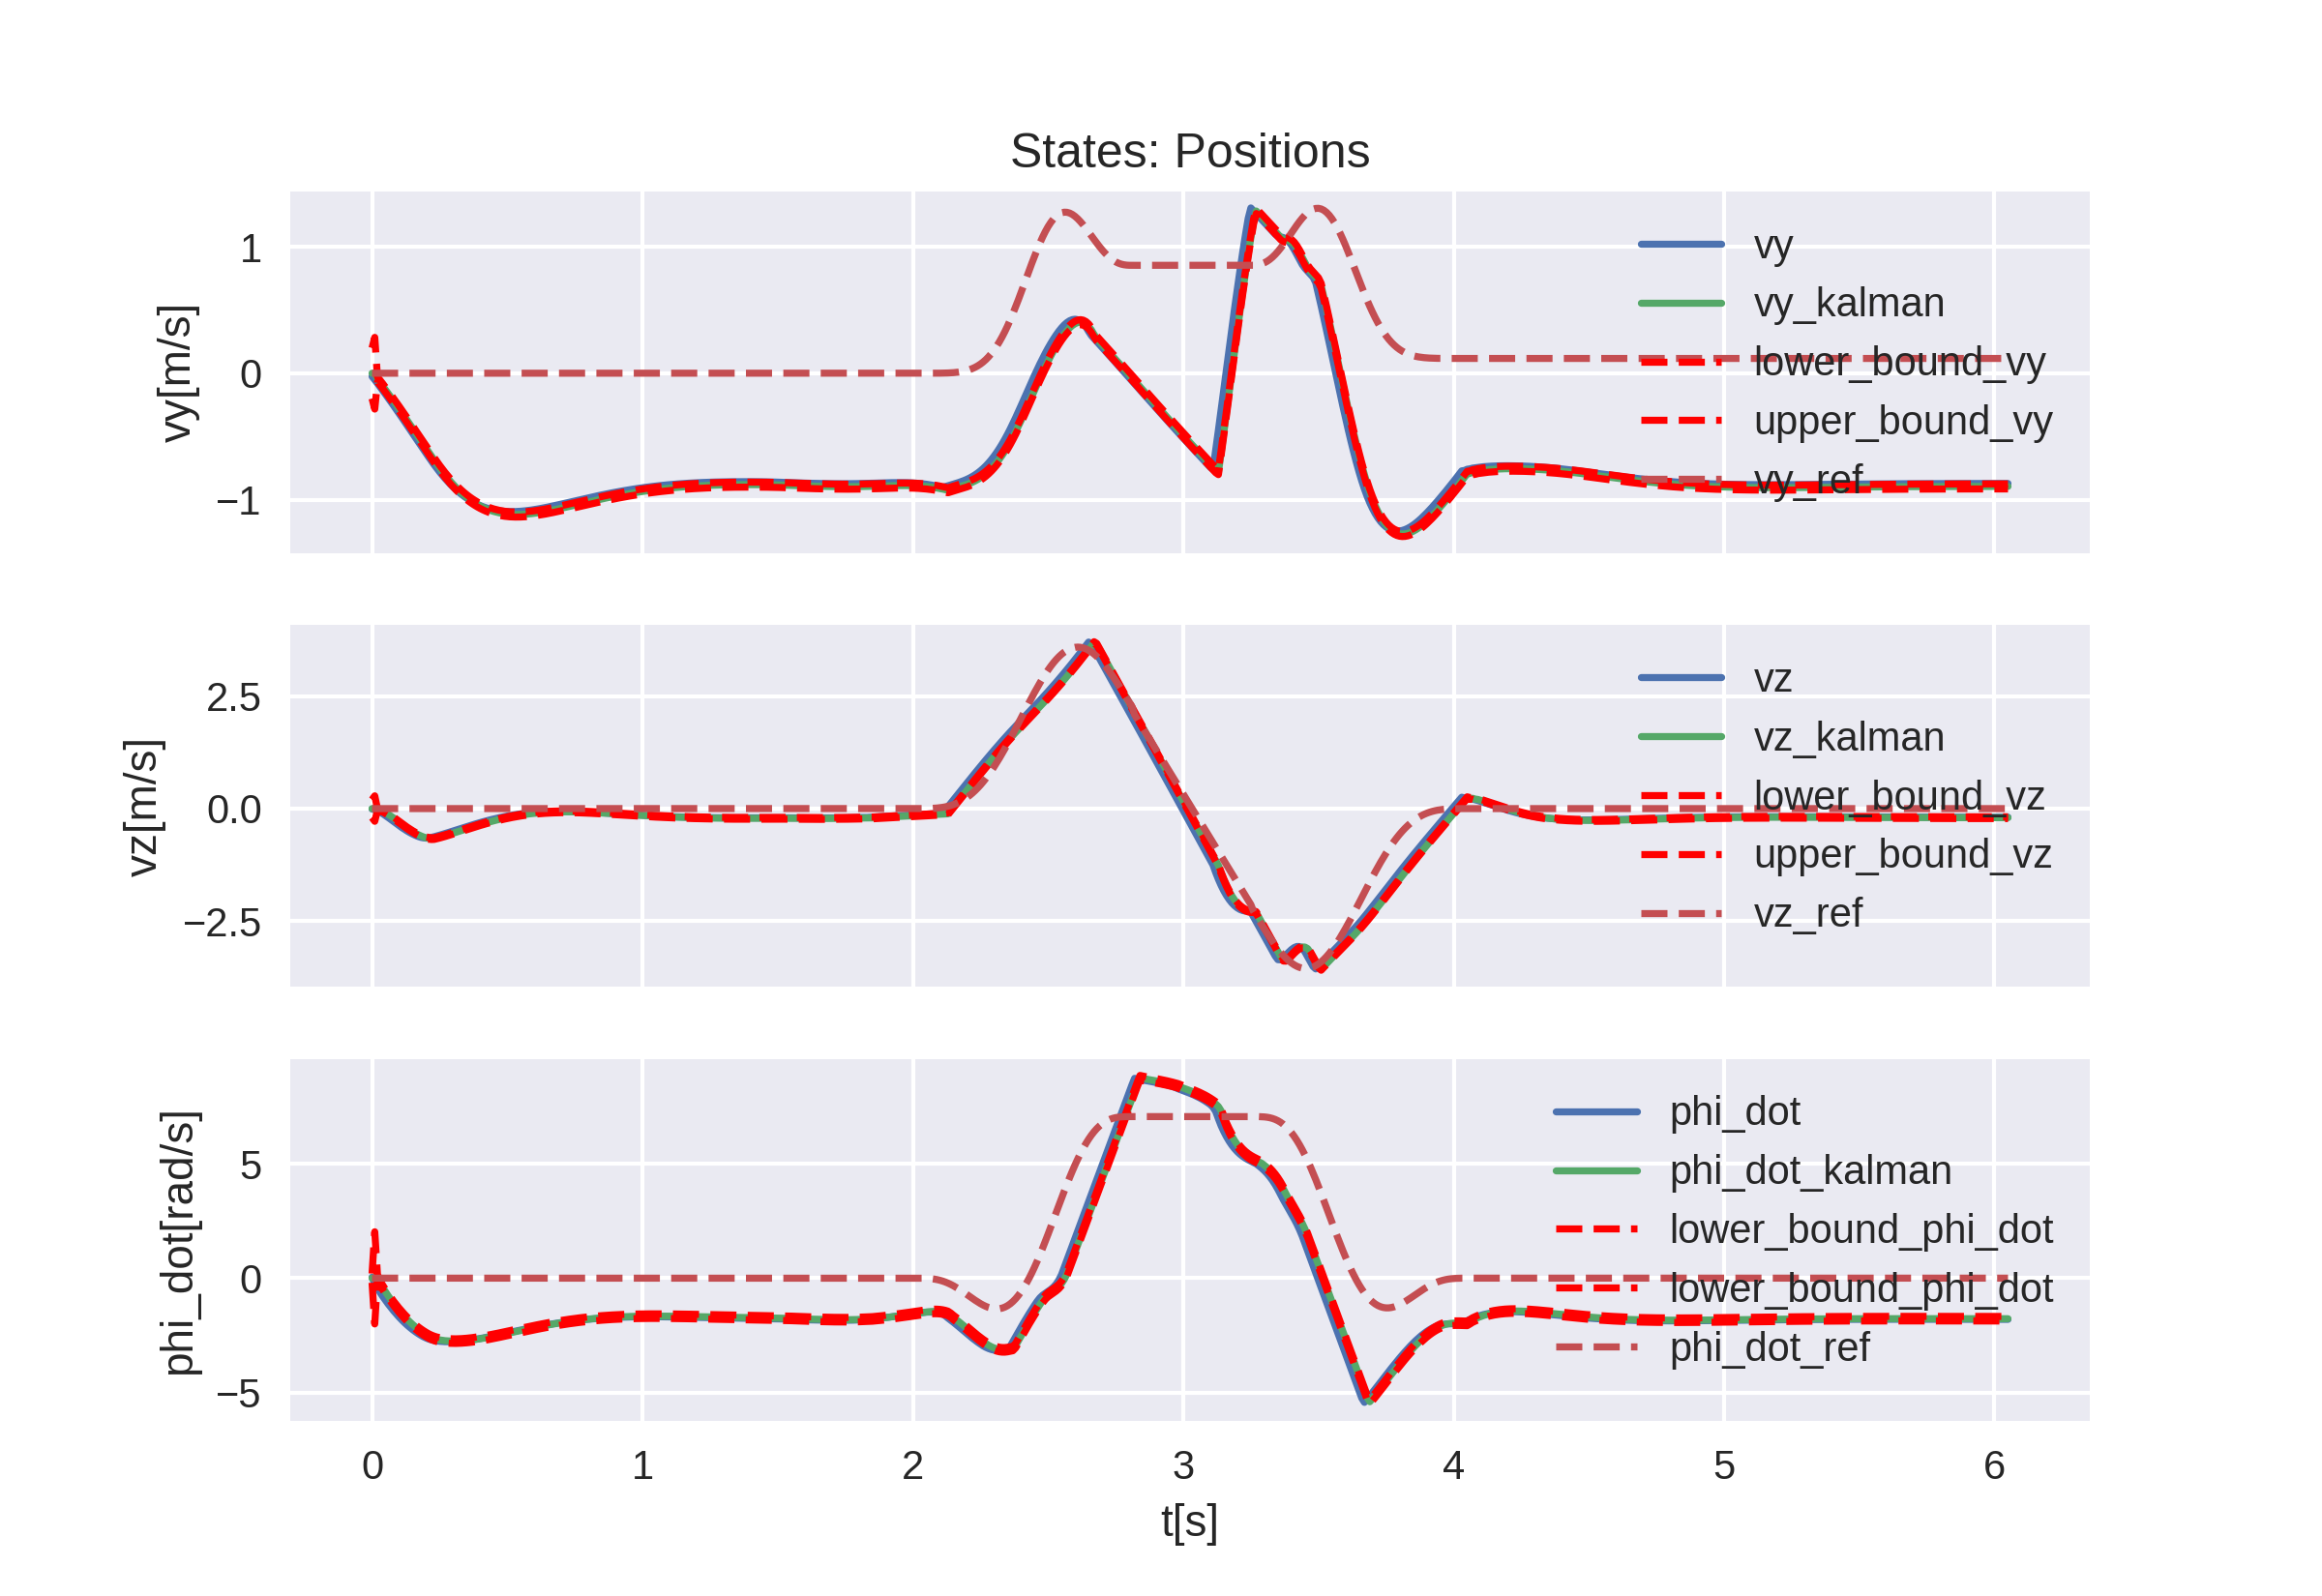 States: Positions
vy[m/s]
1
0
−1
vy
vy_kalman
lower_bound_vy
upper_bound_vy
vy_ref
vz[m/s]
2.5
0.0
−2.5
vz
vz_kalman
lower_bound_vz
upper_bound_vz
vz_ref
phi_dot[rad/s]
5
0
−5
phi_dot
phi_dot_kalman
lower_bound_phi_dot
lower_bound_phi_dot
phi_dot_ref
0 1 2 3 4 5 6
t[s]